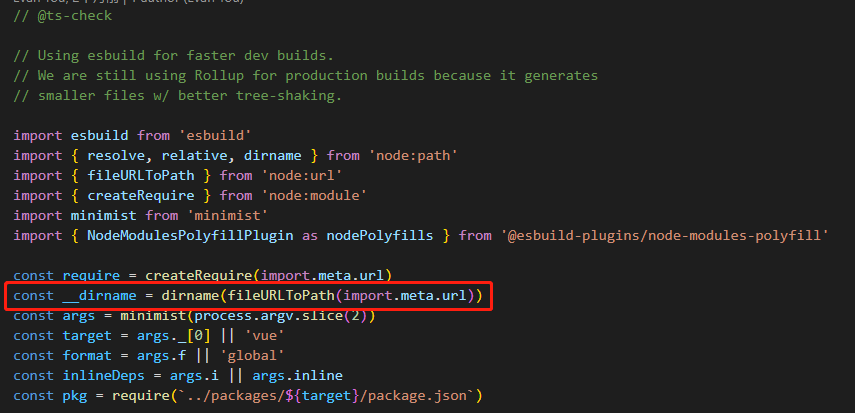 // @ts-check
// Using esbuild for faster dev builds.
// We are still using Rollup for production builds because it generates
// smaller files w/ better tree-shaking.
import esbuild from 'esbuild'
import { resolve, relative, dirname } from 'node:path'
import { fileURLToPath } from 'node:url'
import { createRequire } from 'node:module'
import minimist from 'minimist'
import { NodeModulesPolyfillPlugin as nodePolyfills } from '@esbuild-plugins/node-modules-polyfill'
const require = createRequire(import.meta.url)
const __dirname = dirname(fileURLToPath(import.meta.url))
const args = minimist(process.argv.slice(2))
const target = args._[0] || 'vue'
const format = args.f || 'global'
const inlineDeps = args.i || args.inline
const pkg = require(`../packages/${target}/package.json`)